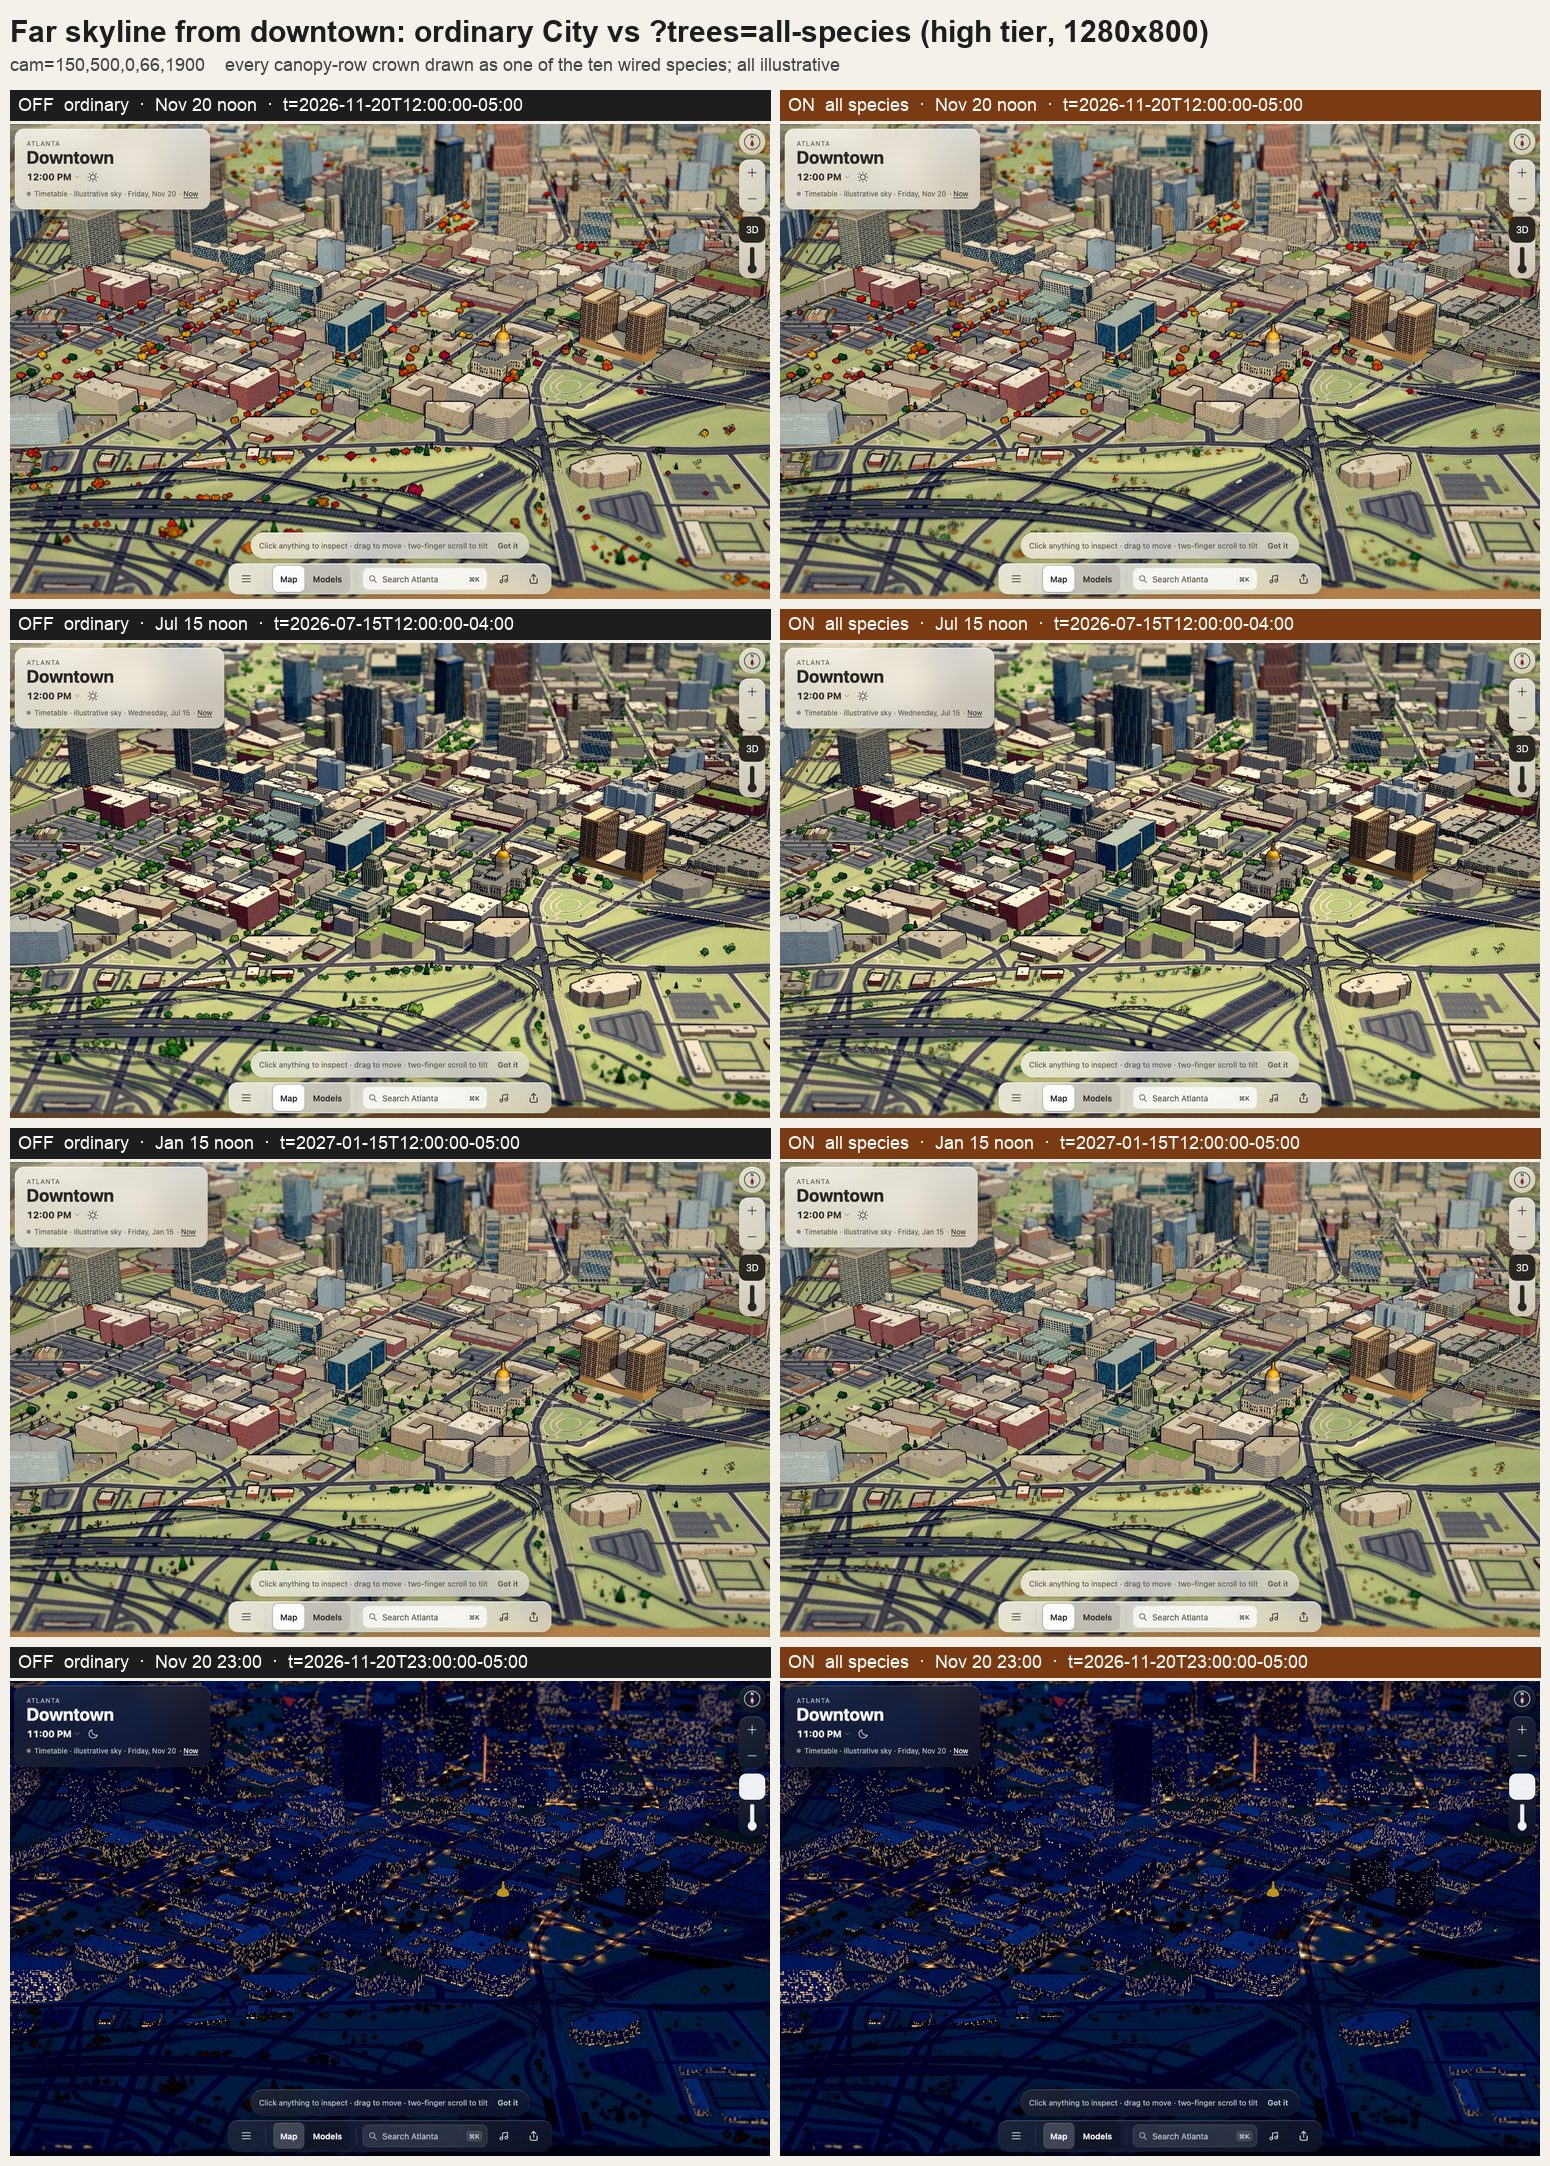 Far skyline from downtown: ordinary City vs ?trees=all-species (high tier, 1280x800)
cam=150,500,0,66,1900 every canopy-row crown drawn as one of the ten wired species; all illustrative
OFF ordinary · Nov 20 noon · t=2026-11-20T12:00:00-05:00
ATLANTA
Downtown
12:00 PM
Timetable · illustrative sky · Friday, Nov 20 · Now
+
−
3D
Click anything to inspect · drag to move · two-finger scroll to tilt Got it
Map Models Search Atlanta ⌘K
ON all species · Nov 20 noon · t=2026-11-20T12:00:00-05:00
ATLANTA
Downtown
12:00 PM
Timetable · illustrative sky · Friday, Nov 20 · Now
+
−
3D
Click anything to inspect · drag to move · two-finger scroll to tilt Got it
Map Models Search Atlanta ⌘K
OFF ordinary · Jul 15 noon · t=2026-07-15T12:00:00-04:00
ATLANTA
Downtown
12:00 PM
Timetable · illustrative sky · Wednesday, Jul 15 · Now
+
−
3D
Click anything to inspect · drag to move · two-finger scroll to tilt Got it
Map Models Search Atlanta ⌘K
ON all species · Jul 15 noon · t=2026-07-15T12:00:00-04:00
ATLANTA
Downtown
12:00 PM
Timetable · illustrative sky · Wednesday, Jul 15 · Now
+
−
3D
Click anything to inspect · drag to move · two-finger scroll to tilt Got it
Map Models Search Atlanta ⌘K
OFF ordinary · Jan 15 noon · t=2027-01-15T12:00:00-05:00
ATLANTA
Downtown
12:00 PM
Timetable · illustrative sky · Friday, Jan 15 · Now
+
−
3D
Click anything to inspect · drag to move · two-finger scroll to tilt Got it
Map Models Search Atlanta ⌘K
ON all species · Jan 15 noon · t=2027-01-15T12:00:00-05:00
ATLANTA
Downtown
12:00 PM
Timetable · illustrative sky · Friday, Jan 15 · Now
+
−
3D
Click anything to inspect · drag to move · two-finger scroll to tilt Got it
Map Models Search Atlanta ⌘K
OFF ordinary · Nov 20 23:00 · t=2026-11-20T23:00:00-05:00
ATLANTA
Downtown
11:00 PM
Timetable · illustrative sky · Friday, Nov 20 · Now
+
−
Click anything to inspect · drag to move · two-finger scroll to tilt Got it
Map Models Search Atlanta ⌘K
ON all species · Nov 20 23:00 · t=2026-11-20T23:00:00-05:00
ATLANTA
Downtown
11:00 PM
Timetable · illustrative sky · Friday, Nov 20 · Now
+
−
Click anything to inspect · drag to move · two-finger scroll to tilt Got it
Map Models Search Atlanta ⌘K